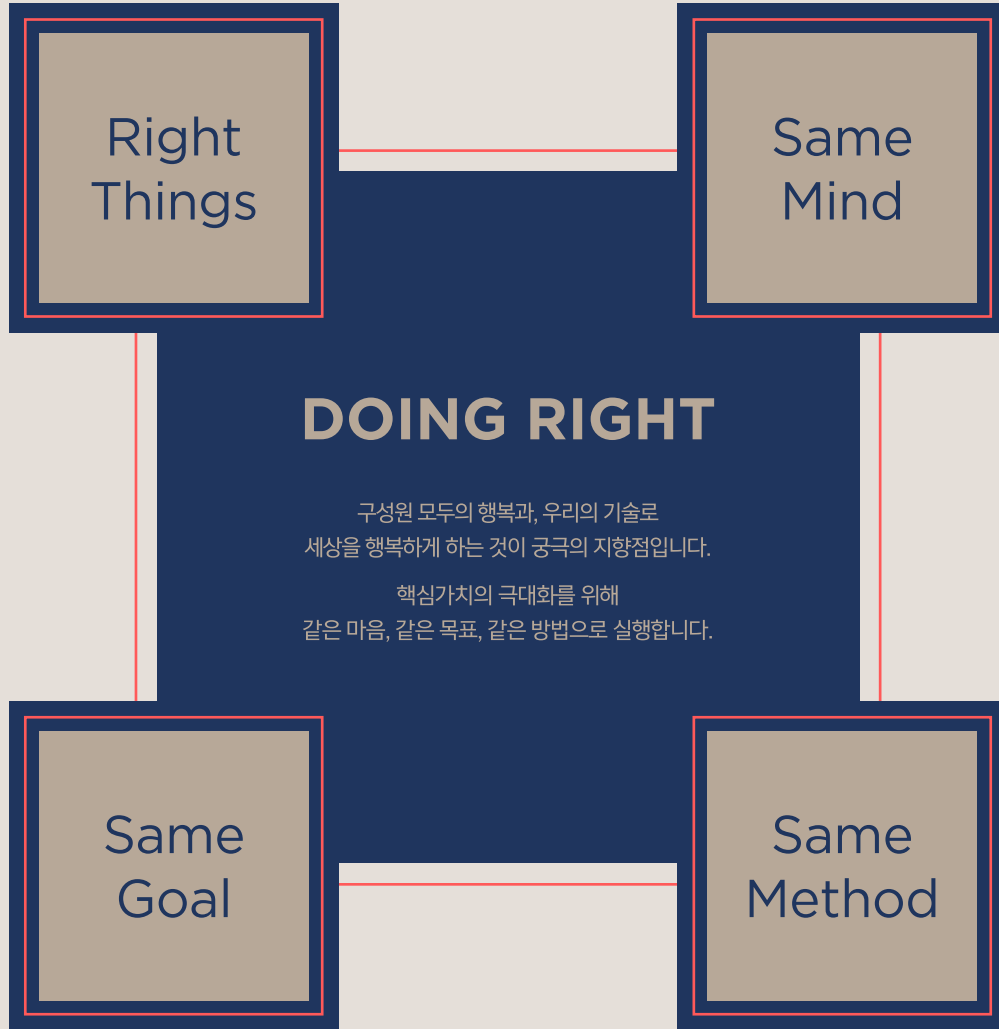 Right
Things
Same
Mind
DOING RIGHT
구성원 모두의 행복과, 우리의 기술로
세상을 행복하게 하는 것이 궁극의 지향점입니다.
핵심가치의 극대화를 위해
같은 마음, 같은 목표, 같은 방법으로 실행합니다.
Same
Goal
Same
Method